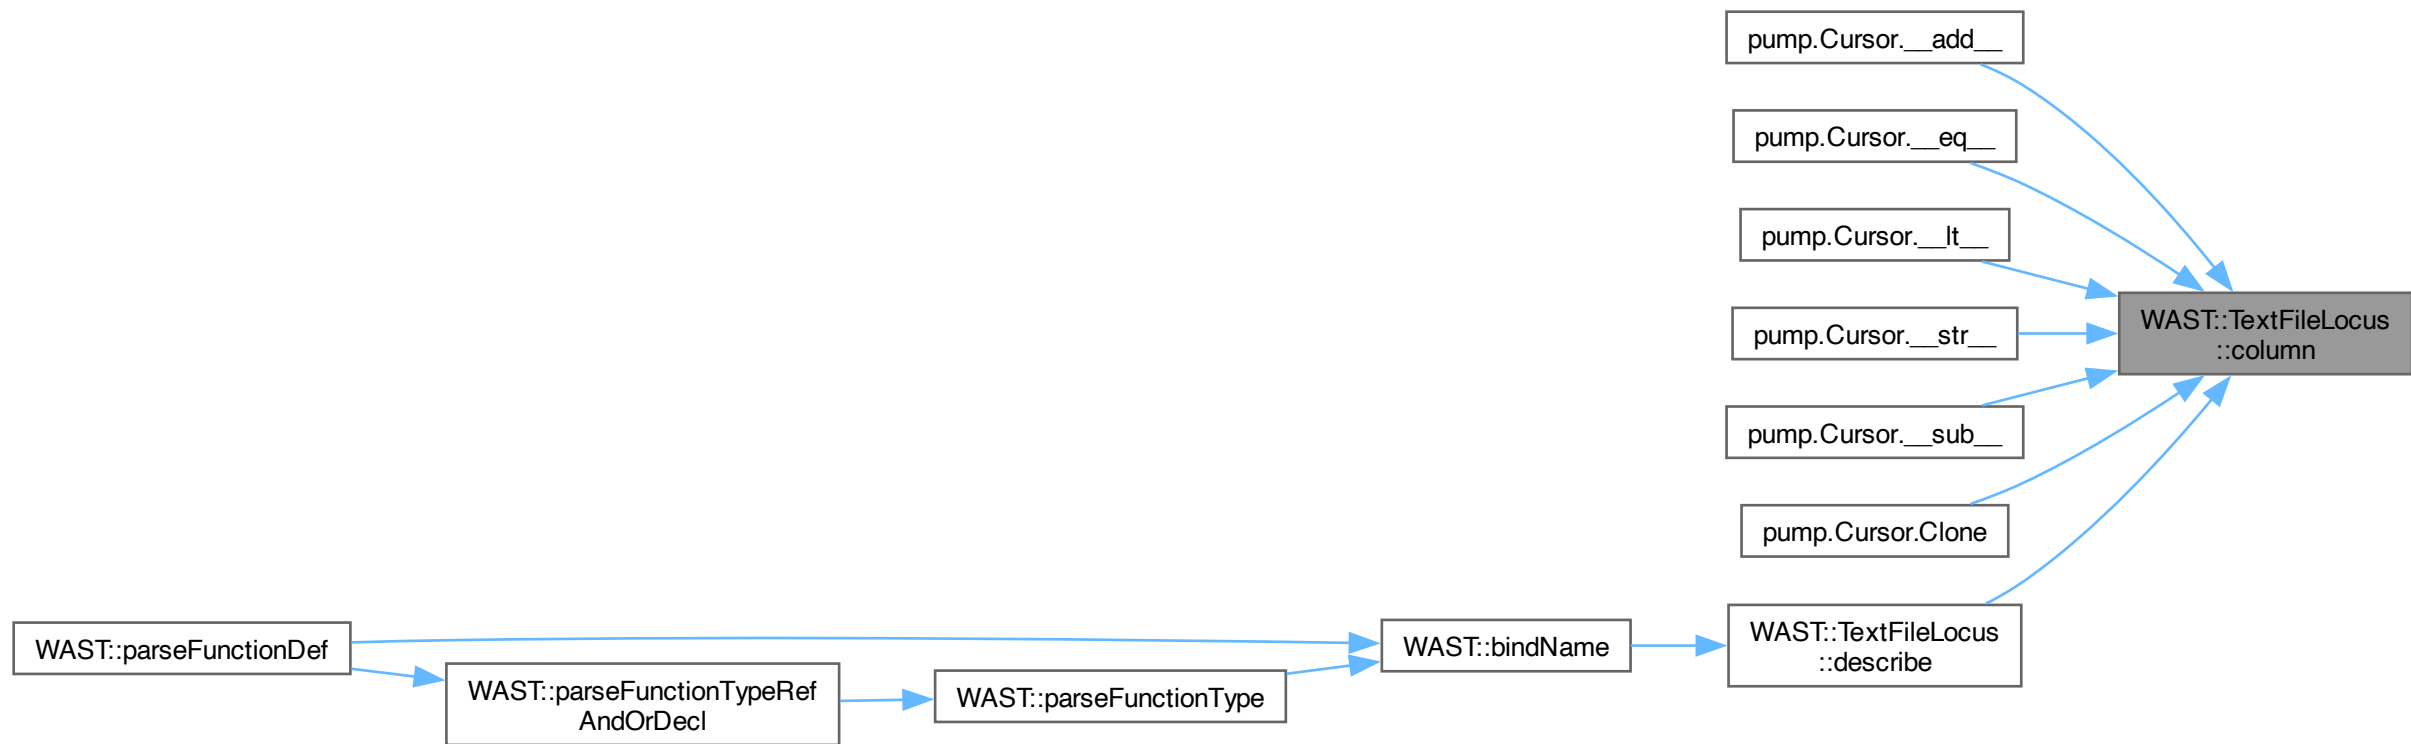 pump.Cursor.__add__
pump.Cursor.__eq__
pump.Cursor.__lt__
pump.Cursor.__str__
pump.Cursor.__sub__
pump.Cursor.Clone
WAST::TextFileLocus
::column
WAST::TextFileLocus
::describe
WAST::bindName
WAST::parseFunctionDef
WAST::parseFunctionTypeRef
AndOrDecl
WAST::parseFunctionType